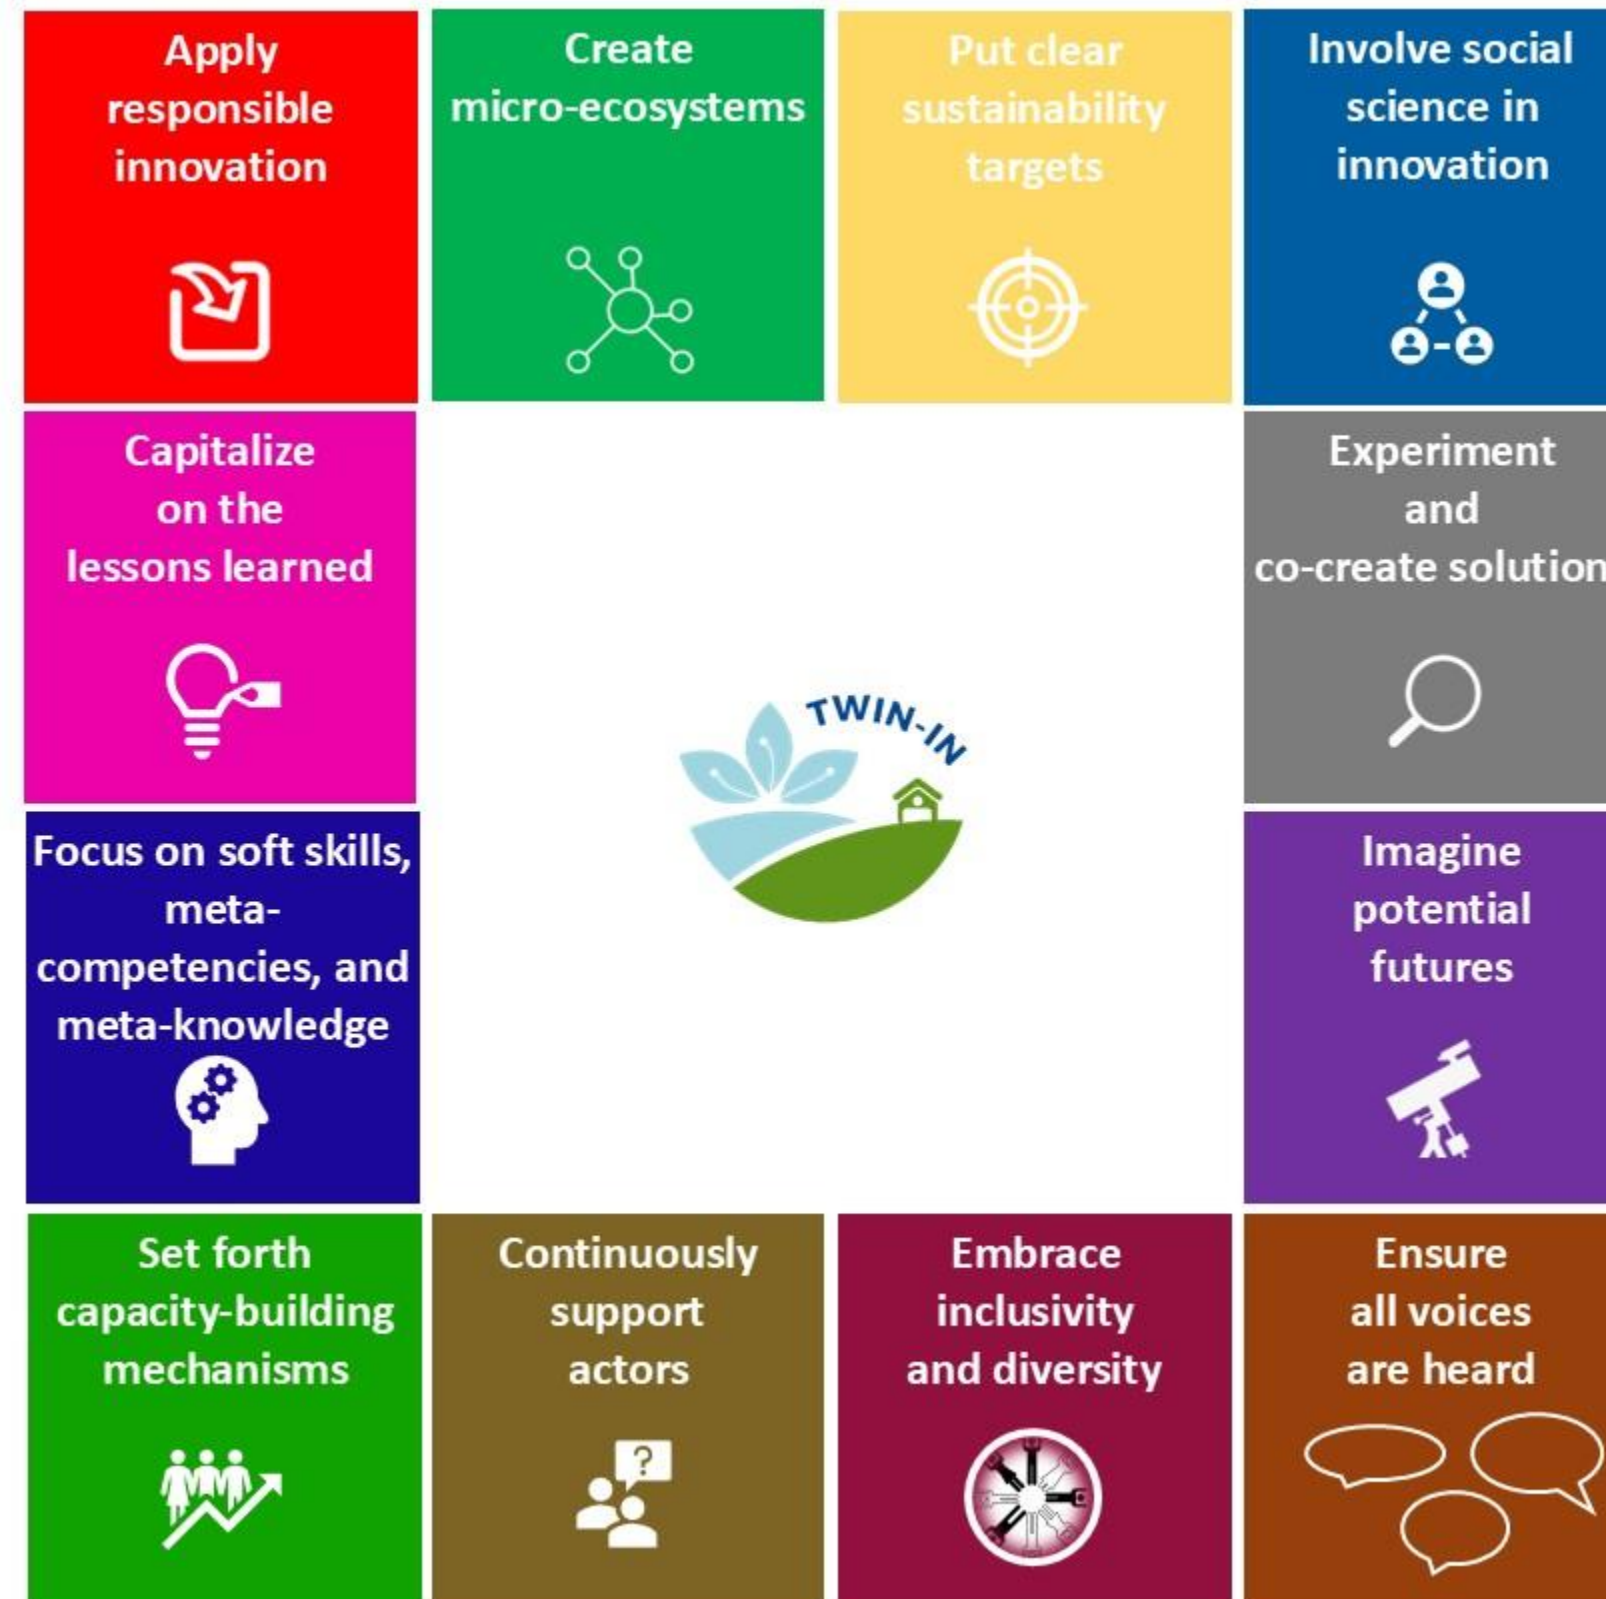 Apply
responsible
innovation
Create
micro-ecosystems
Put clear
sustainability
targets
Involve social
science in
innovation
Capitalize
on the
lessons learned
Experiment
and
co-create solution
TWIN-IN
Focus on soft skills,
meta-
competencies, and
meta-knowledge
Imagine
potential
futures
Set forth
capacity-building
mechanisms
Continuously
support
actors
?
Embrace
inclusivity
and diversity
Ensure
all voices
are heard